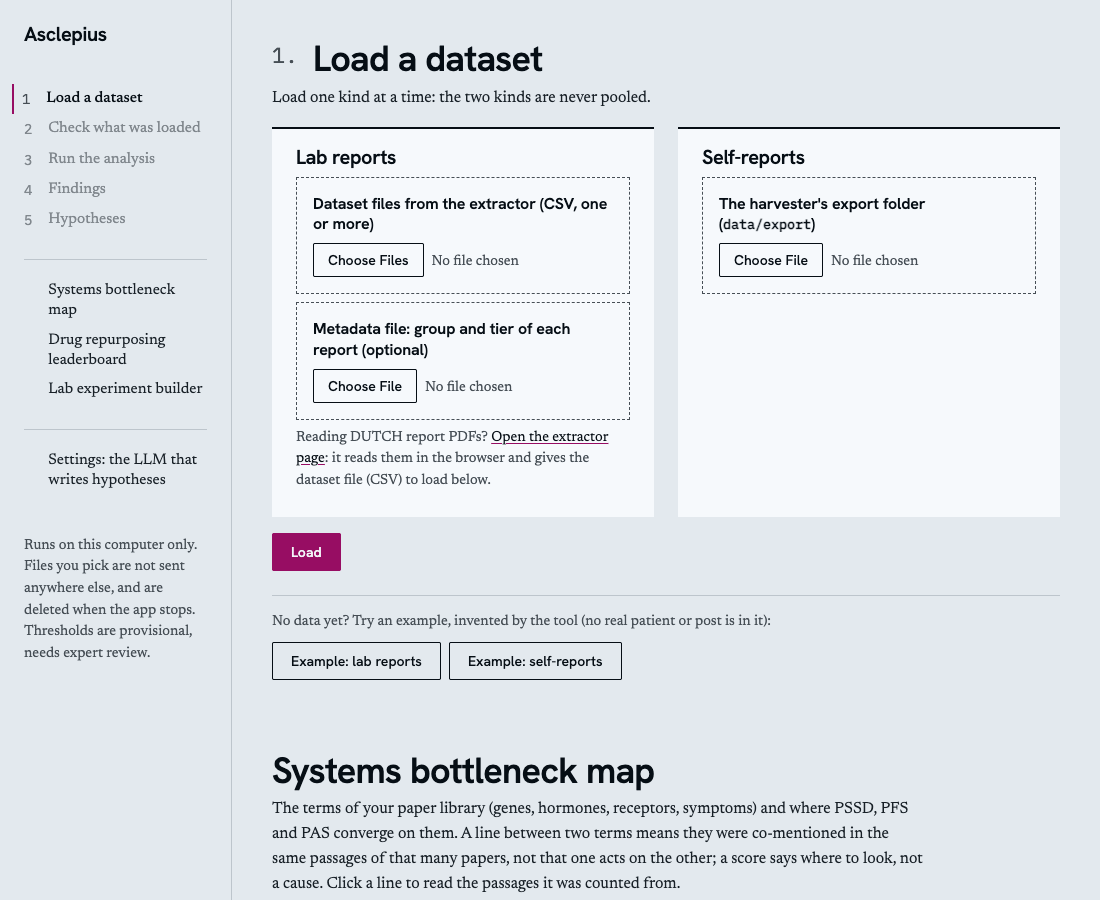 Asclepius
1 Load a dataset
2 Check what was loaded
3 Run the analysis
4 Findings
5 Hypotheses
Systems bottleneck
map
Drug repurposing
leaderboard
Lab experiment builder
Settings: the LLM that
writes hypotheses
Runs on this computer only.
Files you pick are not sent
anywhere else, and are
deleted when the app stops.
Thresholds are provisional,
needs expert review.
1. Load a dataset
Load one kind at a time: the two kinds are never pooled.
Lab reports
Dataset files from the extractor (CSV, one
or more)
Choose Files No file chosen
Metadata file: group and tier of each
report (optional)
Choose File No file chosen
Reading DUTCH report PDFs? Open the extractor
page: it reads them in the browser and gives the
dataset file (CSV) to load below.
Self-reports
The harvester's export folder
(data/export)
Choose File No file chosen
Load
No data yet? Try an example, invented by the tool (no real patient or post is in it):
Example: lab reports Example: self-reports
Systems bottleneck map
The terms of your paper library (genes, hormones, receptors, symptoms) and where PSSD, PFS
and PAS converge on them. A line between two terms means they were co-mentioned in the
same passages of that many papers, not that one acts on the other; a score says where to look, not
a cause. Click a line to read the passages it was counted from.